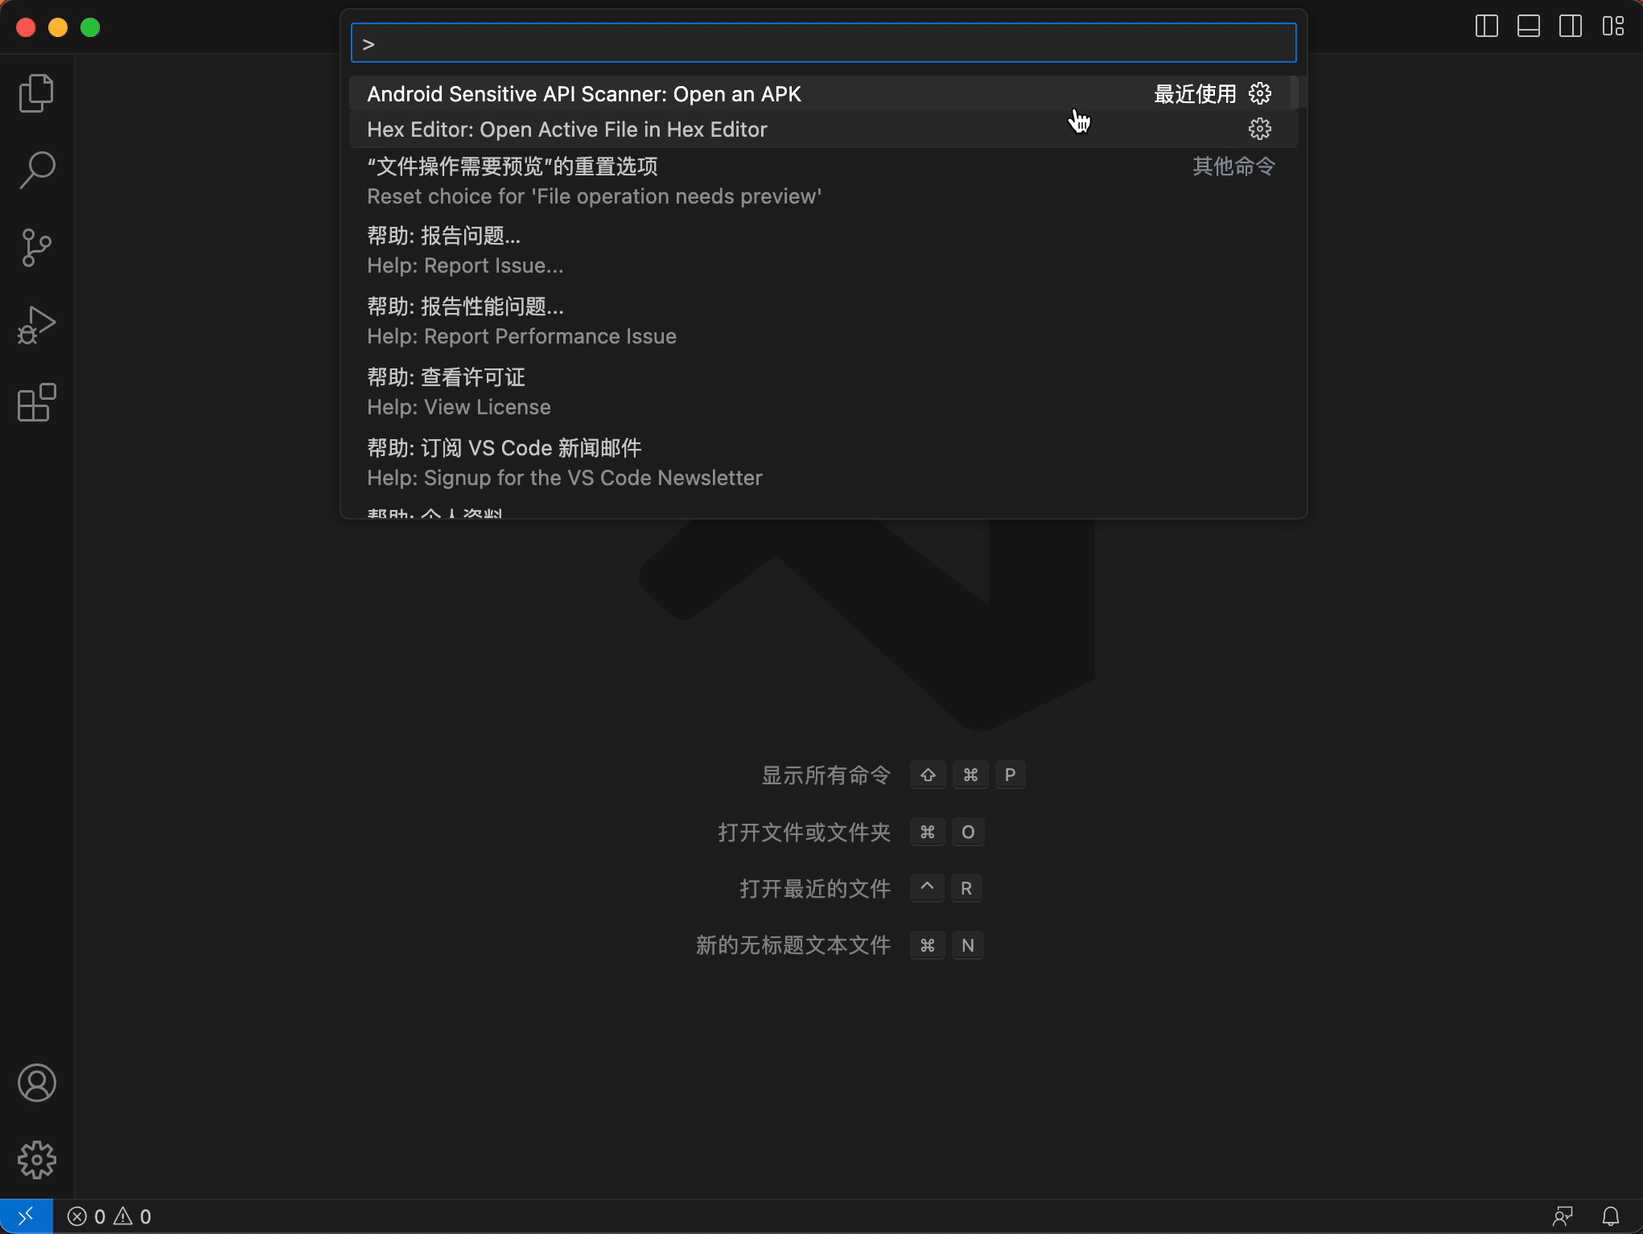 >
Android Sensitive API Scanner: Open an APK 最近使用
Hex Editor: Open Active File in Hex Editor
“文件操作需要预览”的重置选项 其他命令
Reset choice for 'File operation needs preview'
帮助: 报告问题...
Help: Report Issue...
帮助: 报告性能问题...
Help: Report Performance Issue
帮助: 查看许可证
Help: View License
帮助: 订阅 VS Code 新闻邮件
Help: Signup for the VS Code Newsletter
帮助: 个人资料
显示所有命令 ⇧ ⌘ P
打开文件或文件夹 ⌘ O
打开最近的文件 ^ R
新的无标题文本文件 ⌘ N
0 0